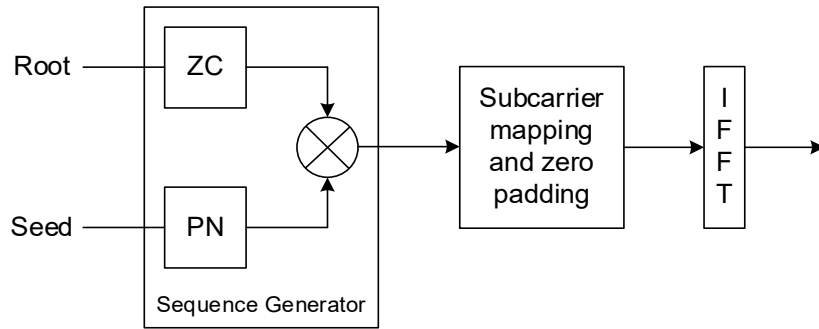 Root
ZC
Seed
PN
Sequence Generator
Subcarrier
mapping
and zero
padding
I
F
F
T